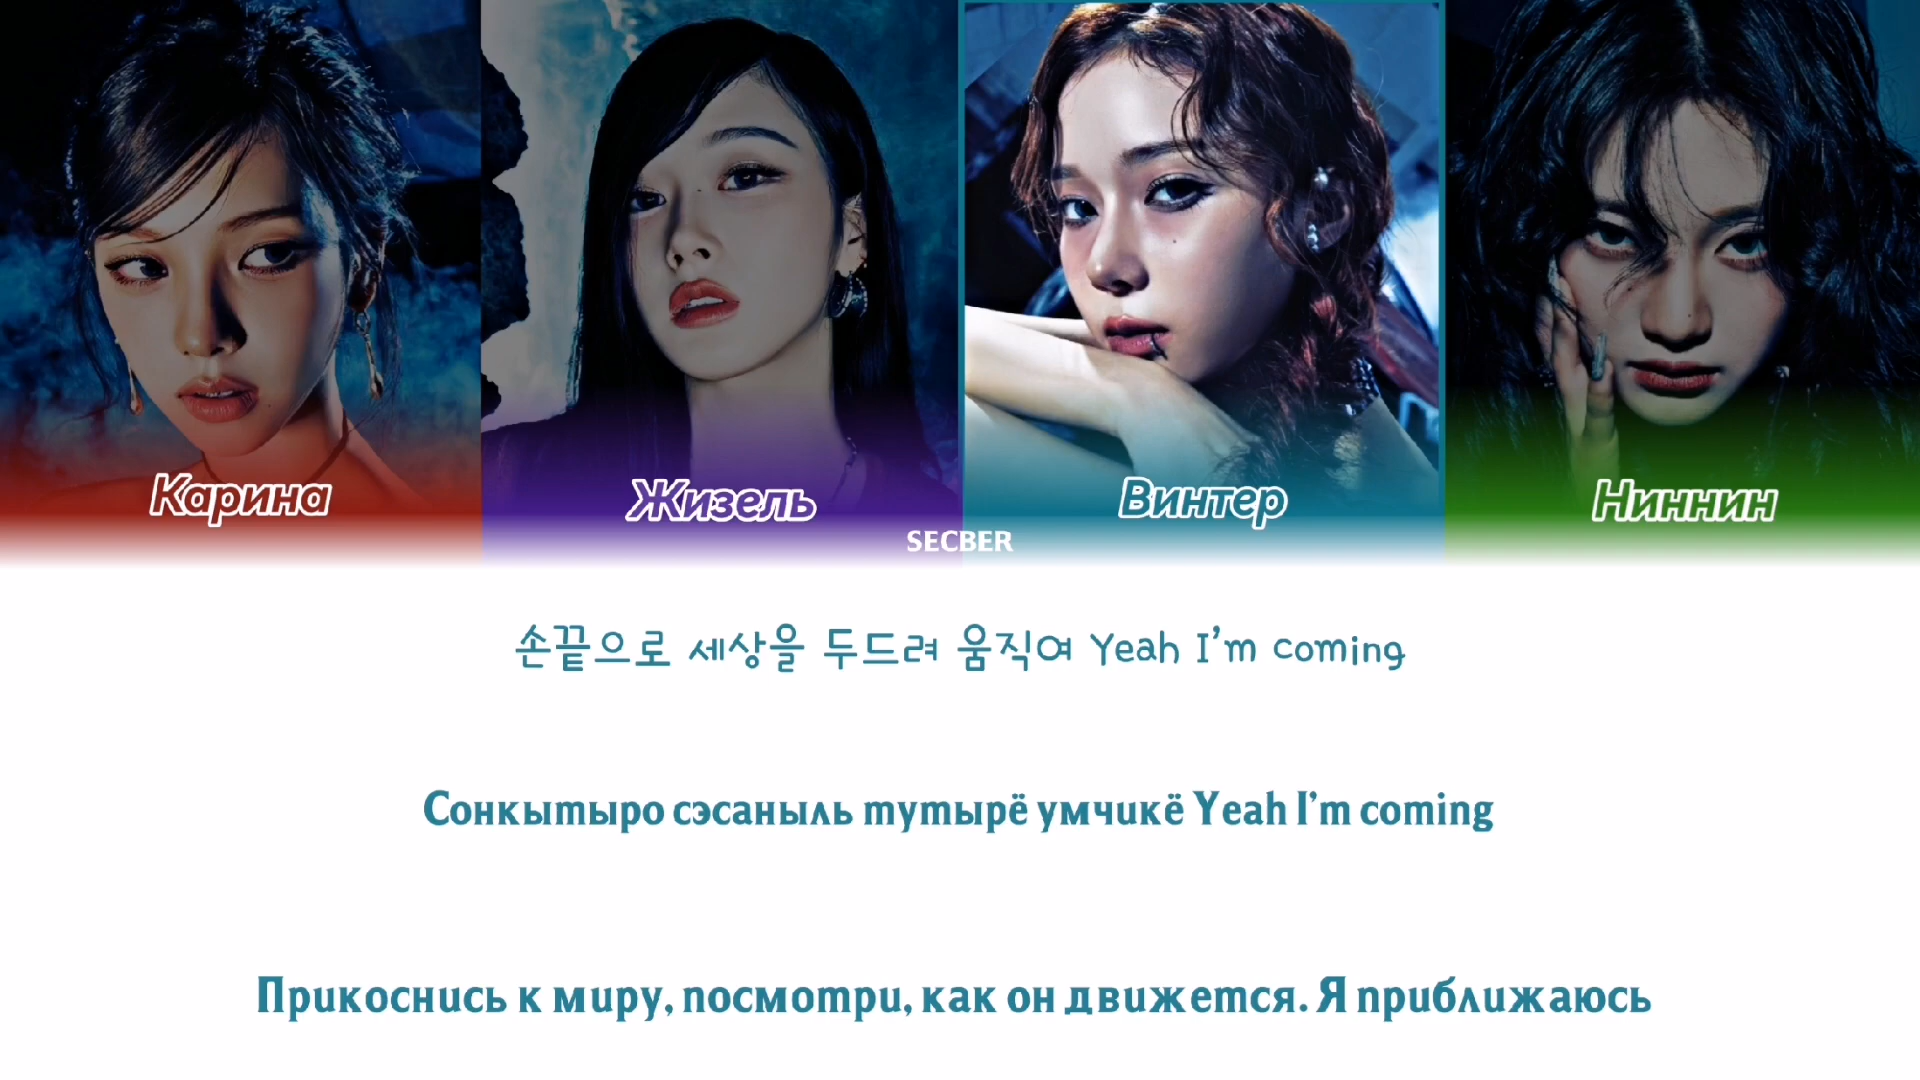 Карина
Жизель
Винтер
Ниннин
SECBER
손끝으로 세상을 두드려 움직여 Yeah I'm coming
Сонкытыро сэсаныль тутырё умчикё Yeah I'm coming
Прикоснись к миру, посмотри, как он движется. Я приближаюсь